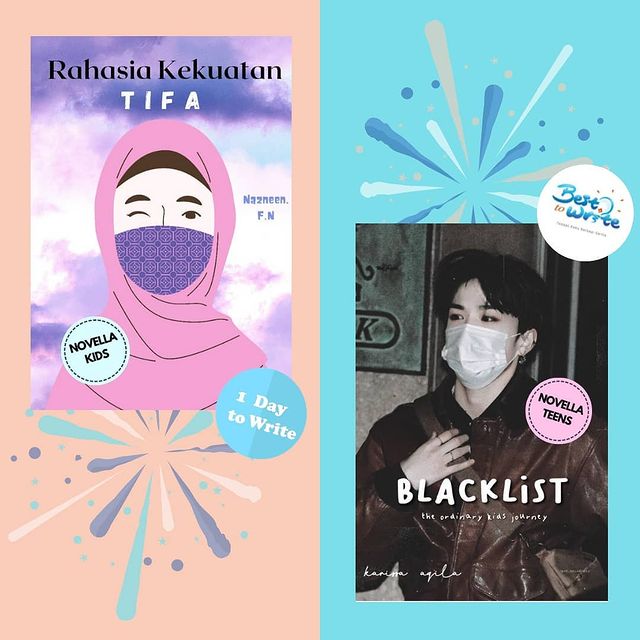 Rahasia Kekuatan
TIFA
Nazneen.
F.N
NOVELLA
KIDS
1 Day
to Write
Best
to Write
K
NOVELLA
TEENS
BLACKLiST
the ordinary kids journey
karissa aqila